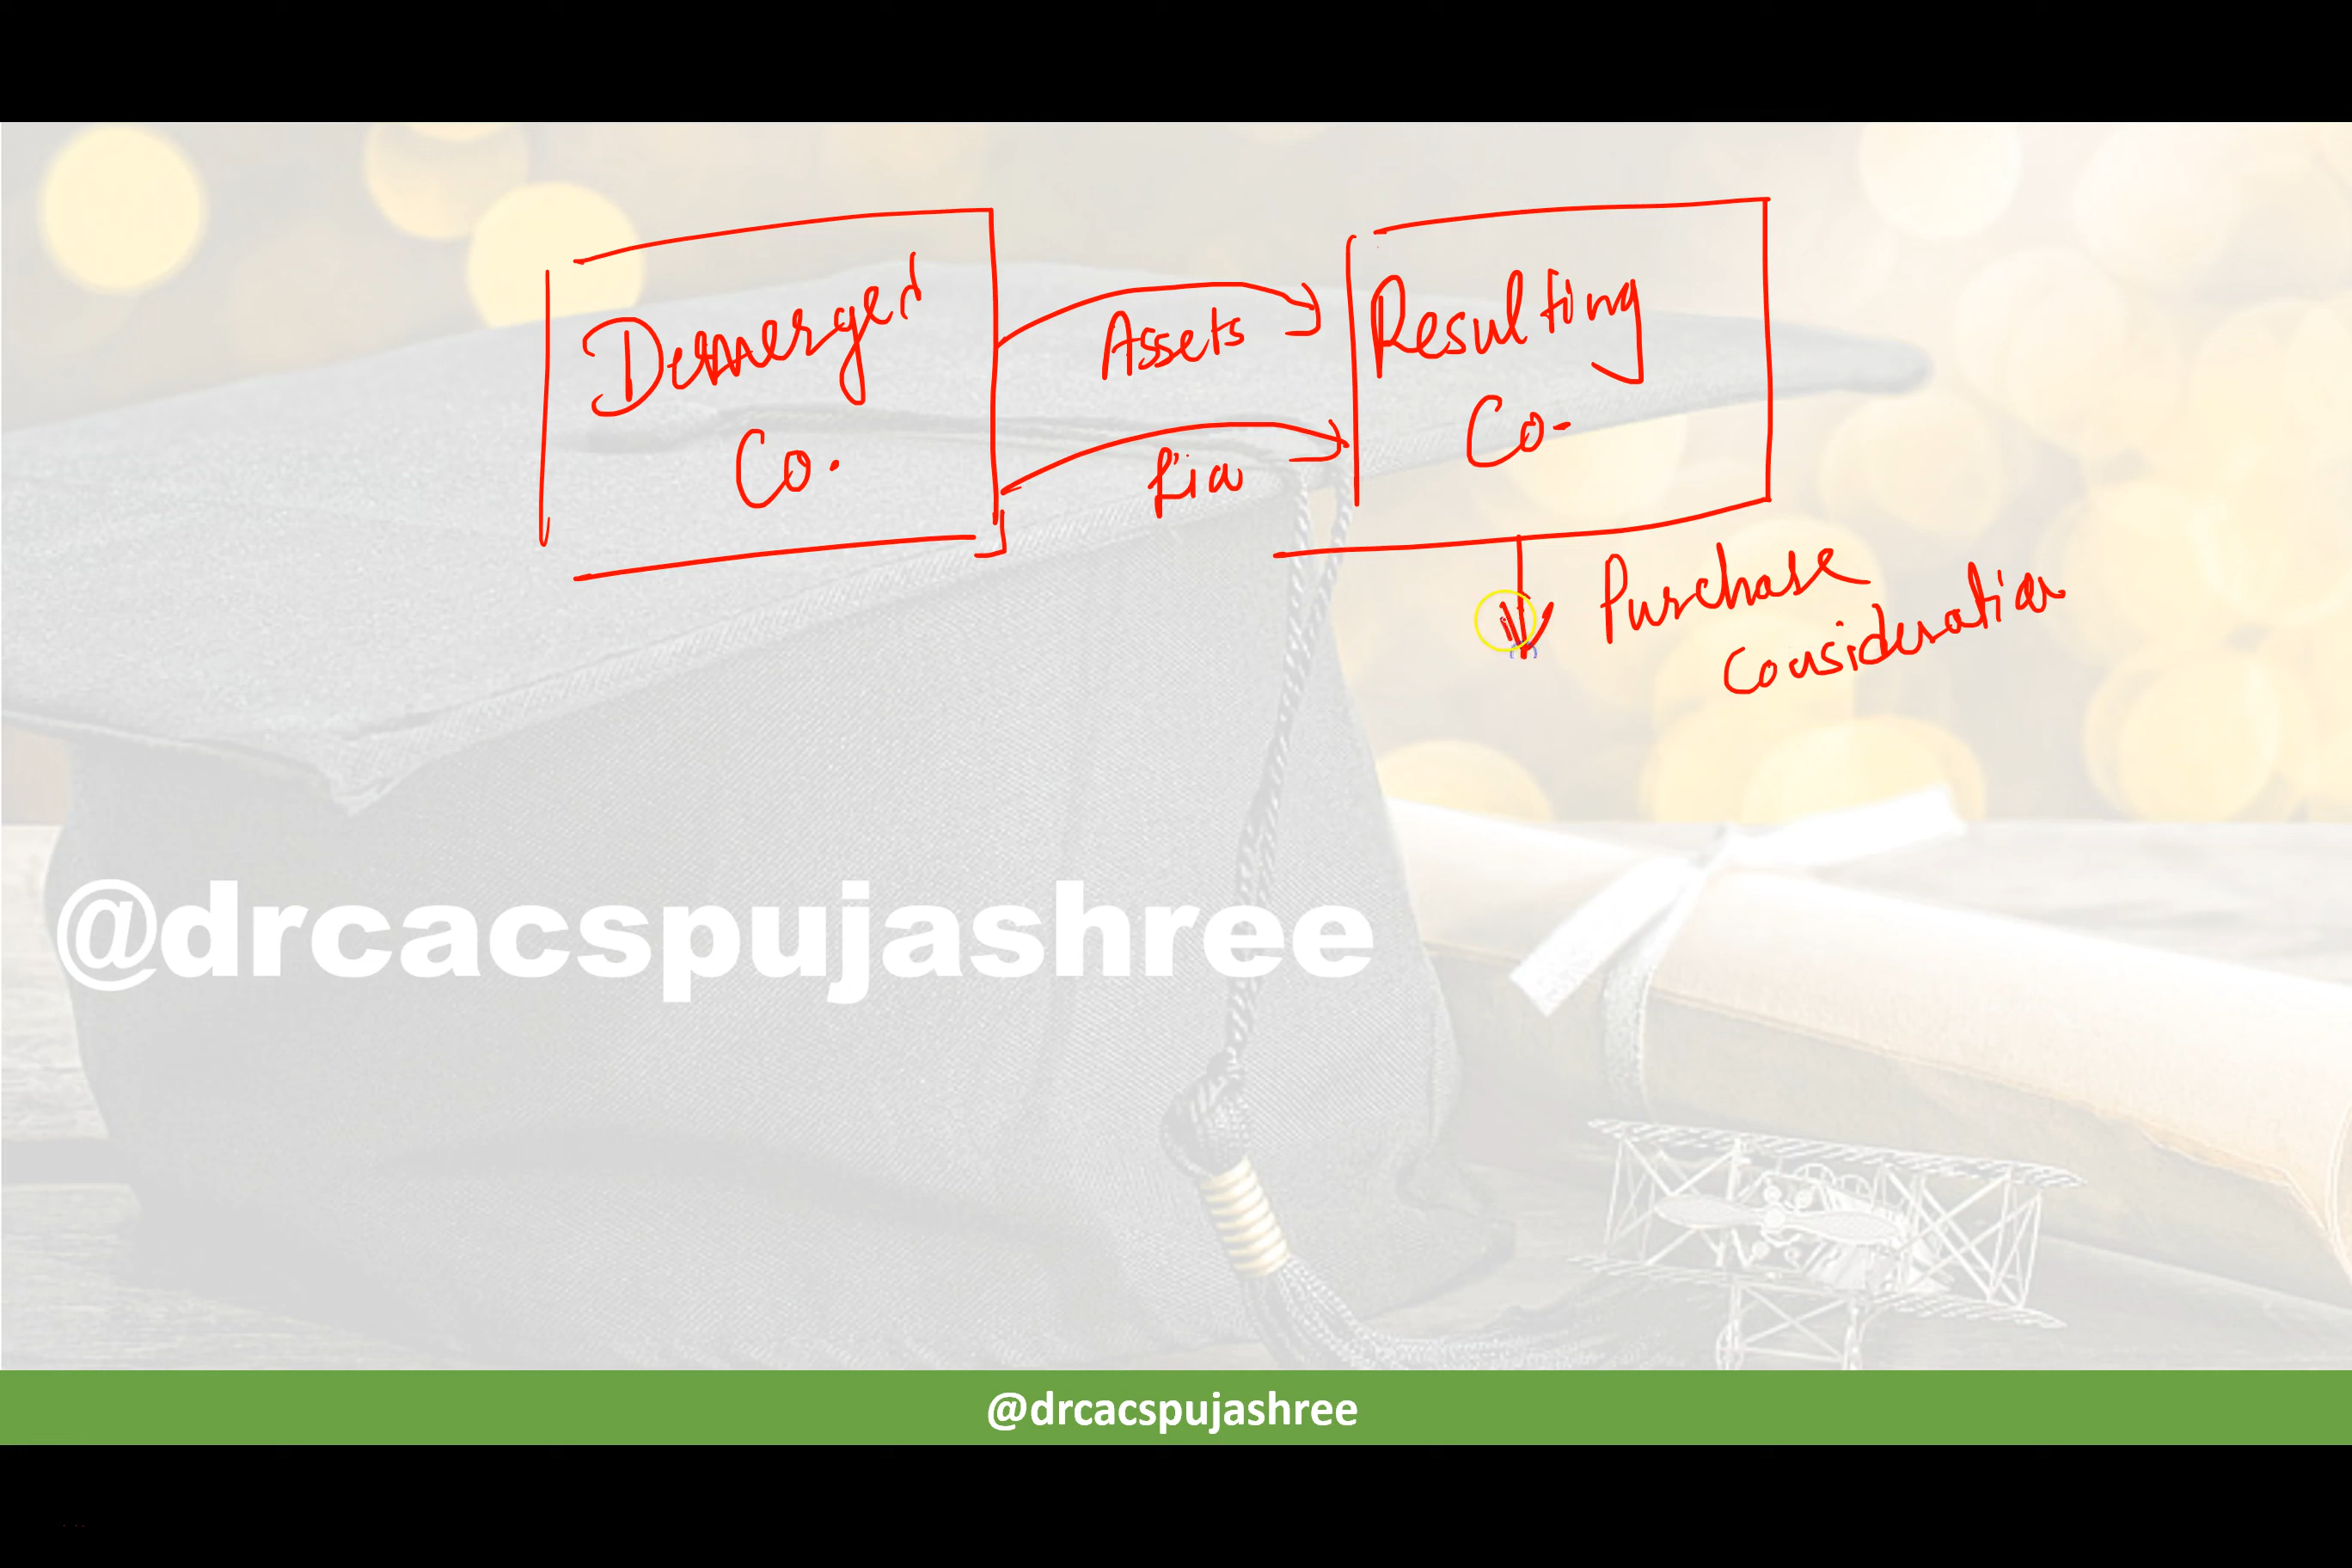 Demerged
Co.
Assets
Lia
Resulting
Co.
Purchase
Consideration
@drcacspujashree
@drcacspujashree